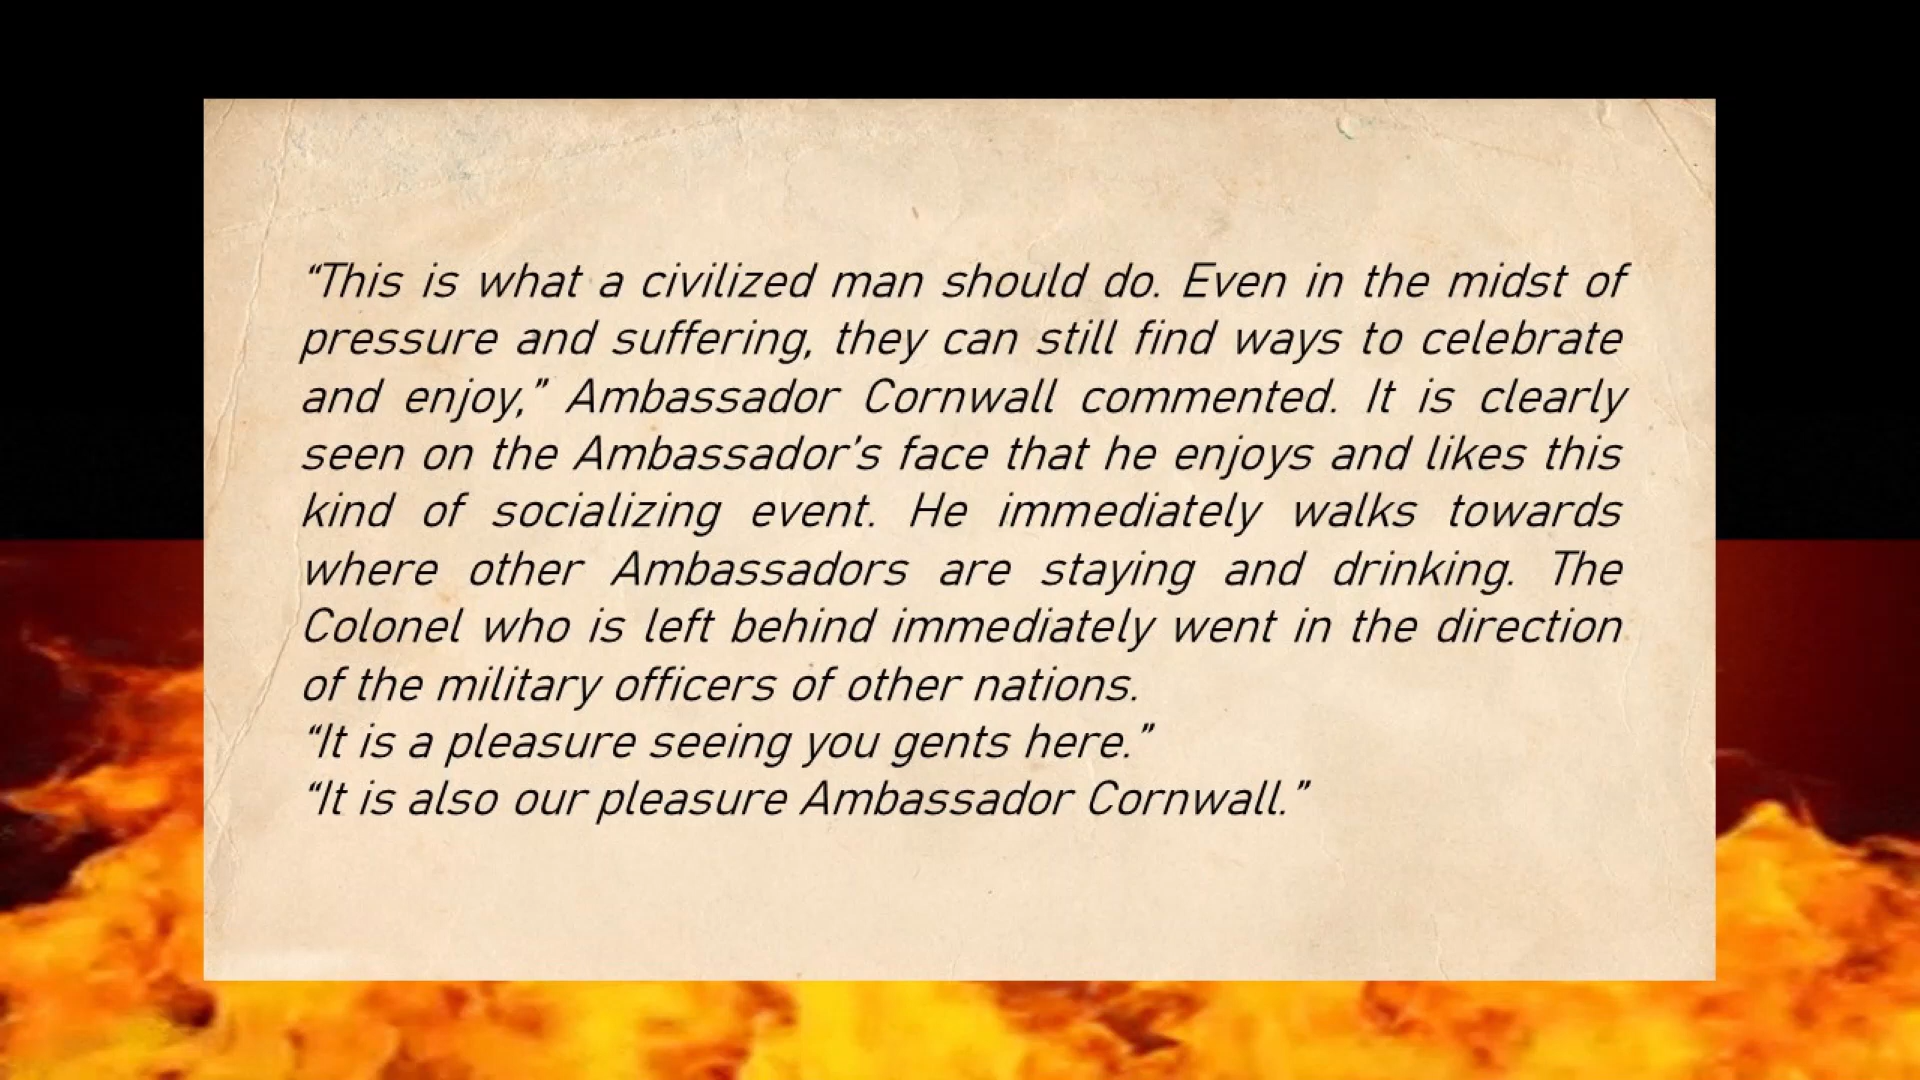 “This is what a civilized man should do. Even in the midst of
pressure and suffering, they can still find ways to celebrate
and enjoy,” Ambassador Cornwall commented. It is clearly
seen on the Ambassador’s face that he enjoys and likes this
kind of socializing event. He immediately walks towards
where other Ambassadors are staying and drinking. The
Colonel who is left behind immediately went in the direction
of the military officers of other nations.
“It is a pleasure seeing you gents here.”
“It is also our pleasure Ambassador Cornwall.”